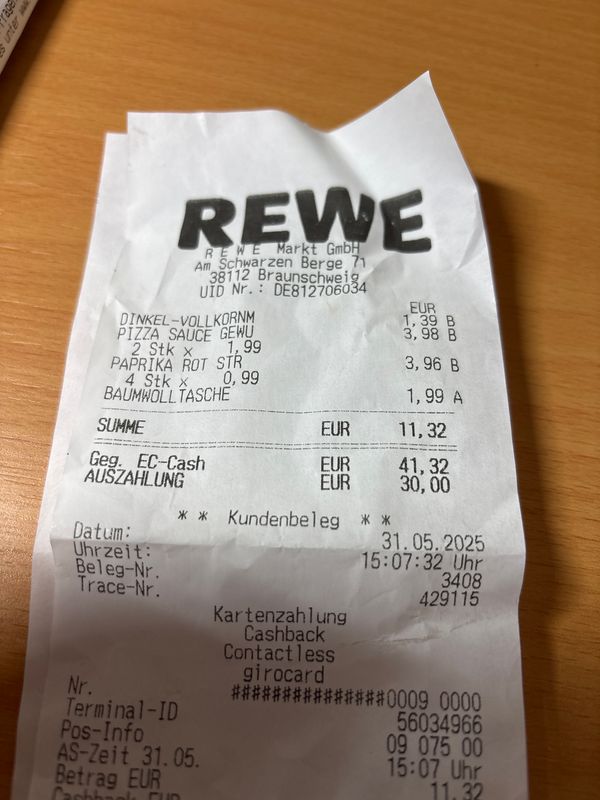 REWE
R E W E Markt GmbH
Am Schwarzen Berge 71
38112 Braunschweig
UID Nr.: DE812706034
EUR
DINKEL-VOLLKORNM 1,39 B
PIZZA SAUCE GEWU 3,98 B
2 Stk x 1,99
PAPRIKA ROT STR 3,96 B
4 Stk x 0,99
BAUMWOLLTASCHE 1,99 A
SUMME EUR 11,32
Geg. EC-Cash EUR 41,32
AUSZAHLUNG EUR 30,00
* * Kundenbeleg * *
Datum: 31.05.2025
Uhrzeit: 15:07:32 Uhr
Beleg-Nr. 3408
Trace-Nr. 429115
Kartenzahlung
Cashback
Contactless
girocard
Nr. ###############0009 0000
Terminal-ID 56034966
Pos-Info 09 075 00
AS-Zeit 31.05. 15:07 Uhr
Betrag EUR 11,32
Cashback EUR